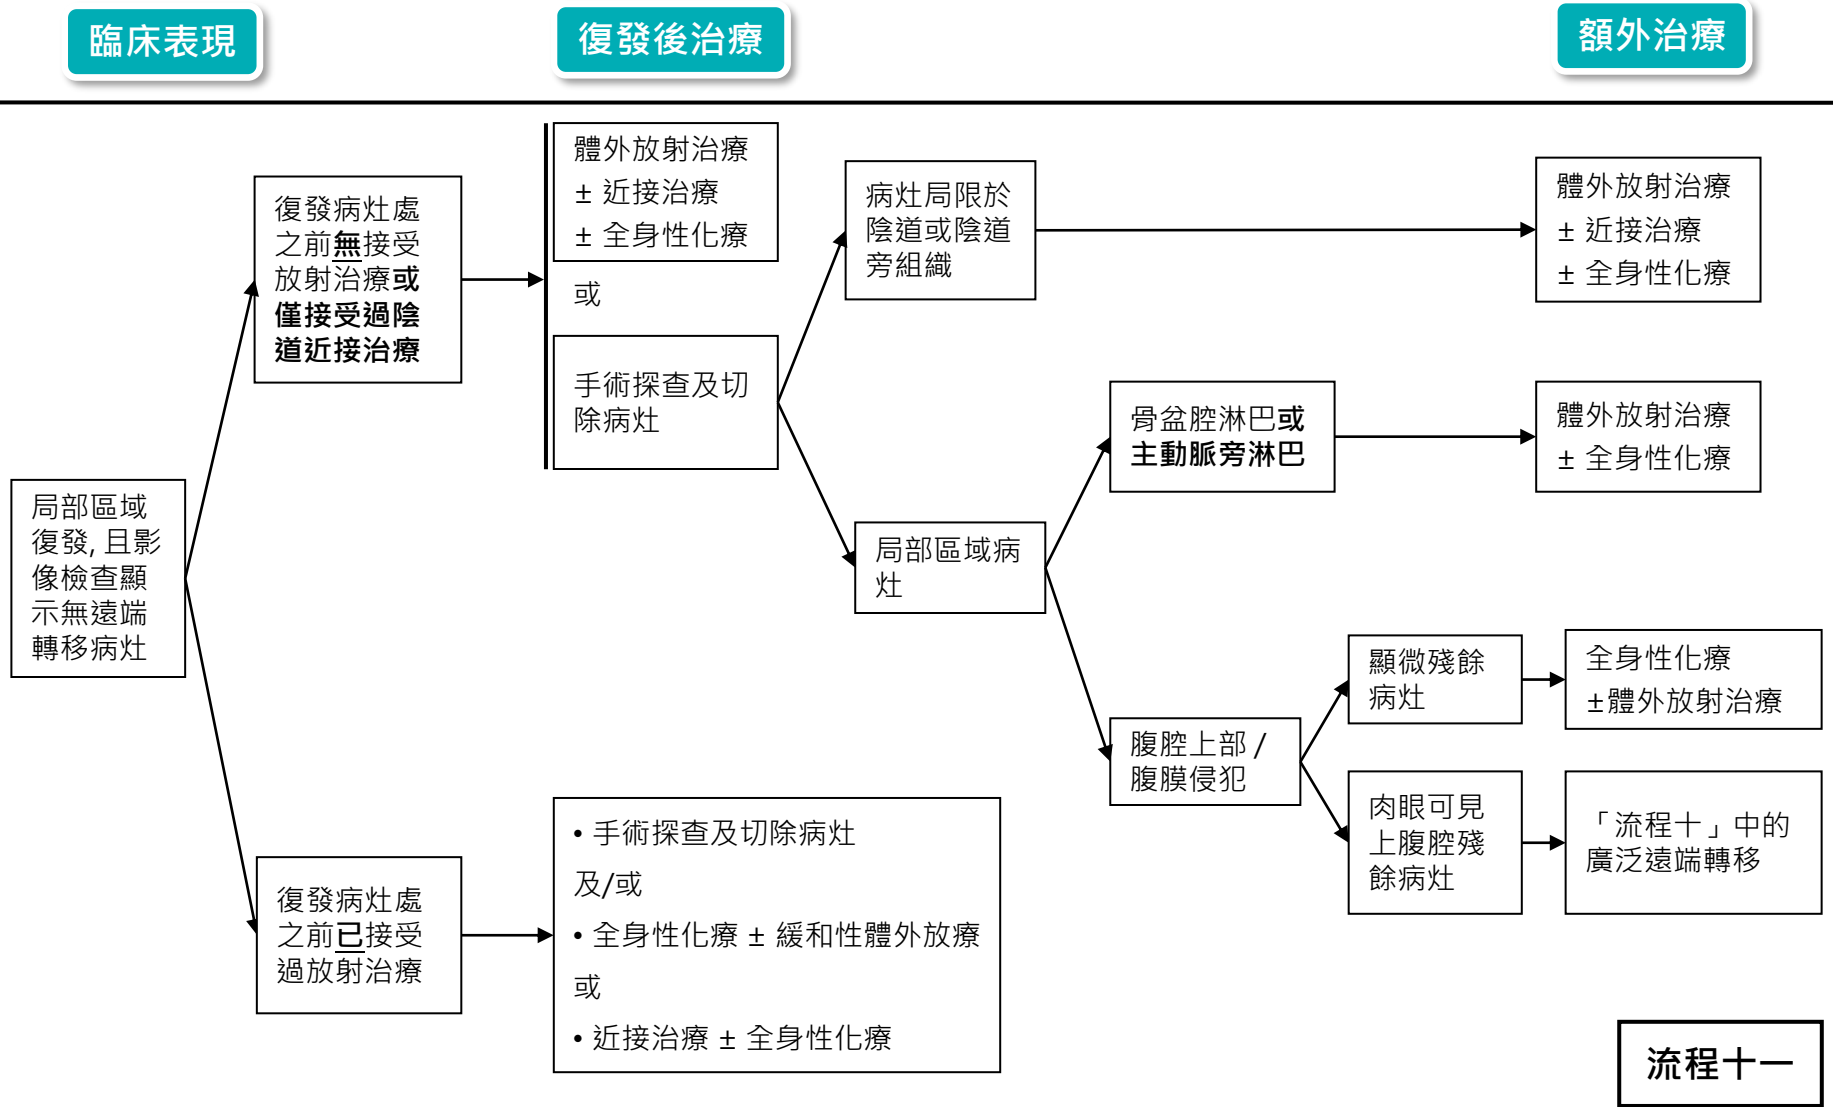 臨床表現
復發後治療
額外治療
局部區域
復發, 且影
像檢查顯
示無遠端
轉移病灶
復發病灶處
之前無接受
放射治療或
僅接受過陰
道近接治療
體外放射治療
± 近接治療
± 全身性化療
或
手術探查及切
除病灶
病灶局限於
陰道或陰道
旁組織
體外放射治療
± 近接治療
± 全身性化療
局部區域病
灶
骨盆腔淋巴或
主動脈旁淋巴
體外放射治療
± 全身性化療
腹腔上部 /
腹膜侵犯
顯微殘餘
病灶
全身性化療
±體外放射治療
肉眼可見
上腹腔殘
餘病灶
「流程十」中的
廣泛遠端轉移
復發病灶處
之前已接受
過放射治療
• 手術探查及切除病灶
及/或
• 全身性化療 ± 緩和性體外放療
或
• 近接治療 ± 全身性化療
流程十一